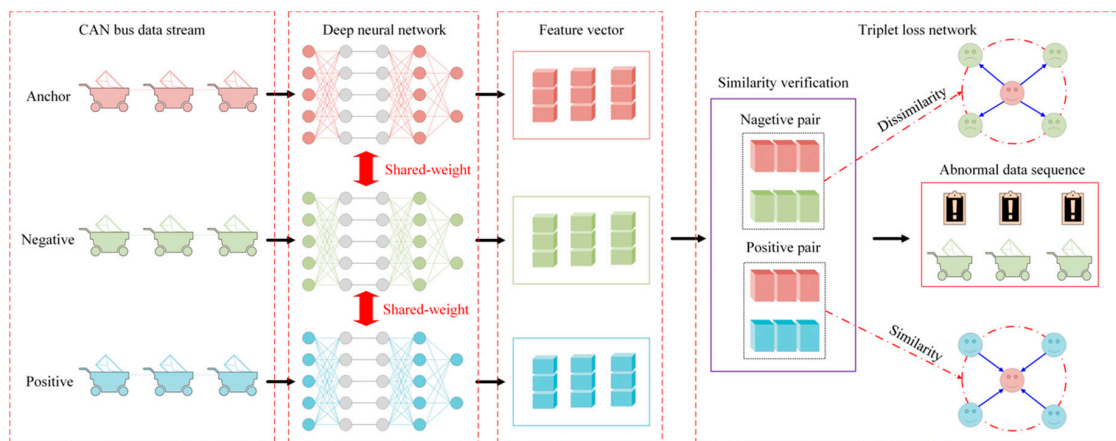 CAN bus data stream
Deep neural network
Feature vector
Triplet loss network
Anchor
Similarity verification
Nagetive pair
Dissimilarity
Shared-weight
Abnormal data sequence
Negative
Positive pair
Shared-weight
Similarity
Positive